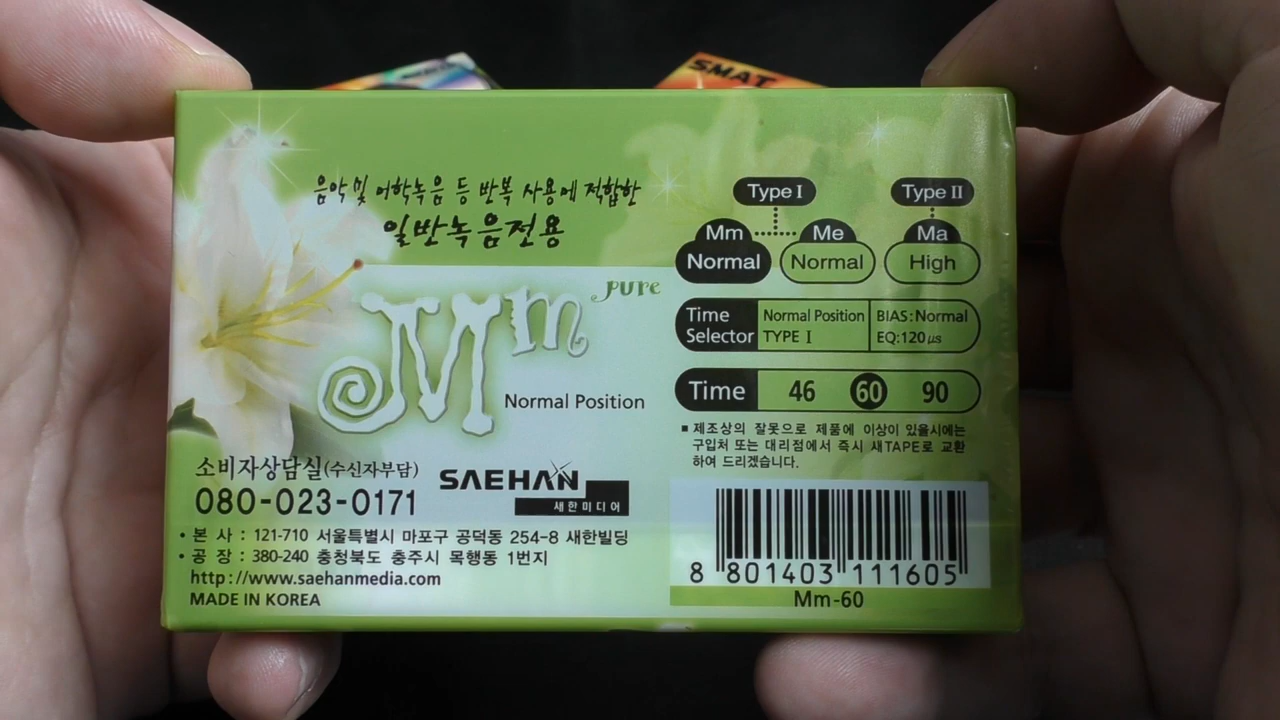 SMAT
음악 및 어학녹음 등 반복 사용에 적합한
일반녹음전용
Mm pure
Normal Position
소비자상담실(수신자부담)
080-023-0171
SAEHAN
새한미디어
• 본 사 : 121-710 서울특별시 마포구 공덕동 254-8 새한빌딩
• 공 장 : 380-240 충청북도 충주시 목행동 1번지
http://www.saehanmedia.com
MADE IN KOREA
Type I Type II
Mm Me Ma
Normal Normal High
Time Selector
Normal Position
TYPE I
BIAS:Normal
EQ:120㎲
Time 46 60 90
■ 제조상의 잘못으로 제품에 이상이 있을시에는
구입처 또는 대리점에서 즉시 새TAPE로 교환
하여 드리겠습니다.
8 801403 111605
Mm-60